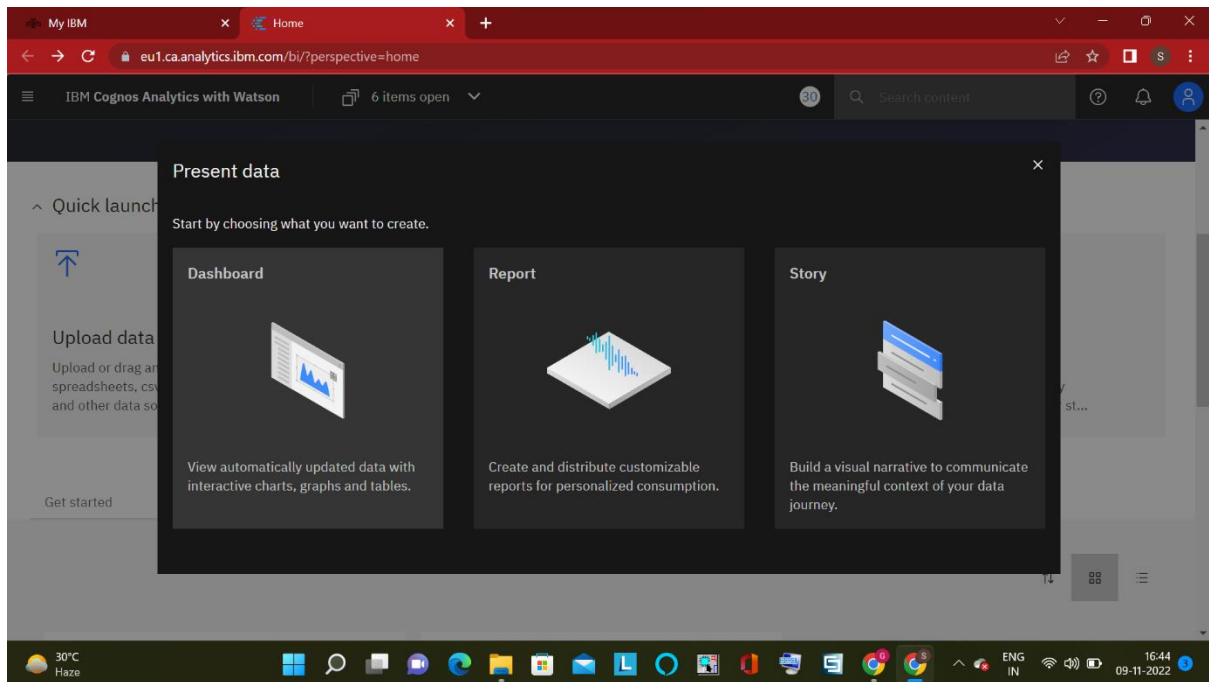 My IBM
Home
eu1.ca.analytics.ibm.com/bi/?perspective=home
S
IBM Cognos Analytics with Watson
6 items open
30
Search content
Present data
Quick launch
Start by choosing what you want to create.
Dashboard
Report
Story
Upload data
Upload or drag an
spreadsheets, csv
and other data so
y
st...
View automatically updated data with
interactive charts, graphs and tables.
Create and distribute customizable
reports for personalized consumption.
Build a visual narrative to communicate
the meaningful context of your data
journey.
Get started
30°C
Haze
L
G
S
ENG
IN
16:44
09-11-2022
3